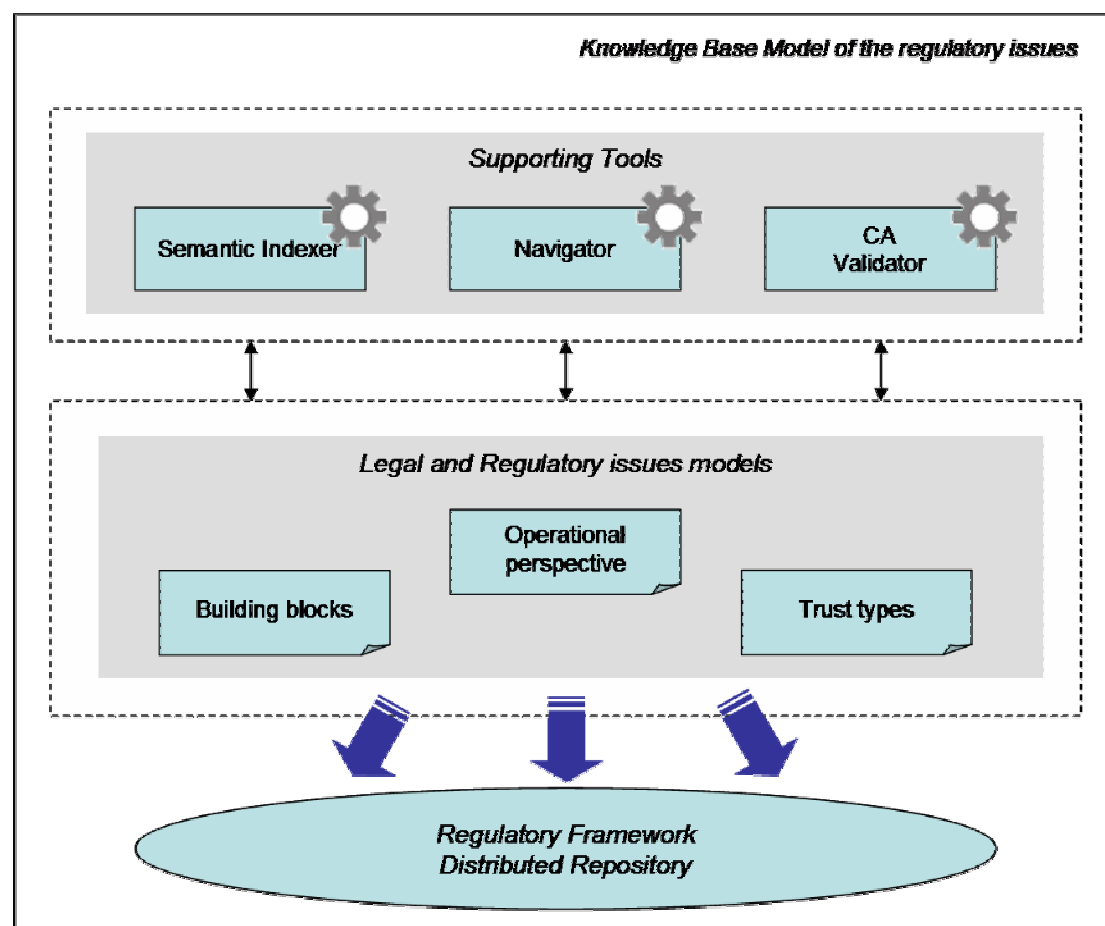 Knowledge Base Model of the regulatory issues
Supporting Tools
Semantic Indexer
Navigator
CA
Validator
Legal and Regulatory issues models
Operational
perspective
Building blocks
Trust types
Regulatory Framework
Distributed Repository